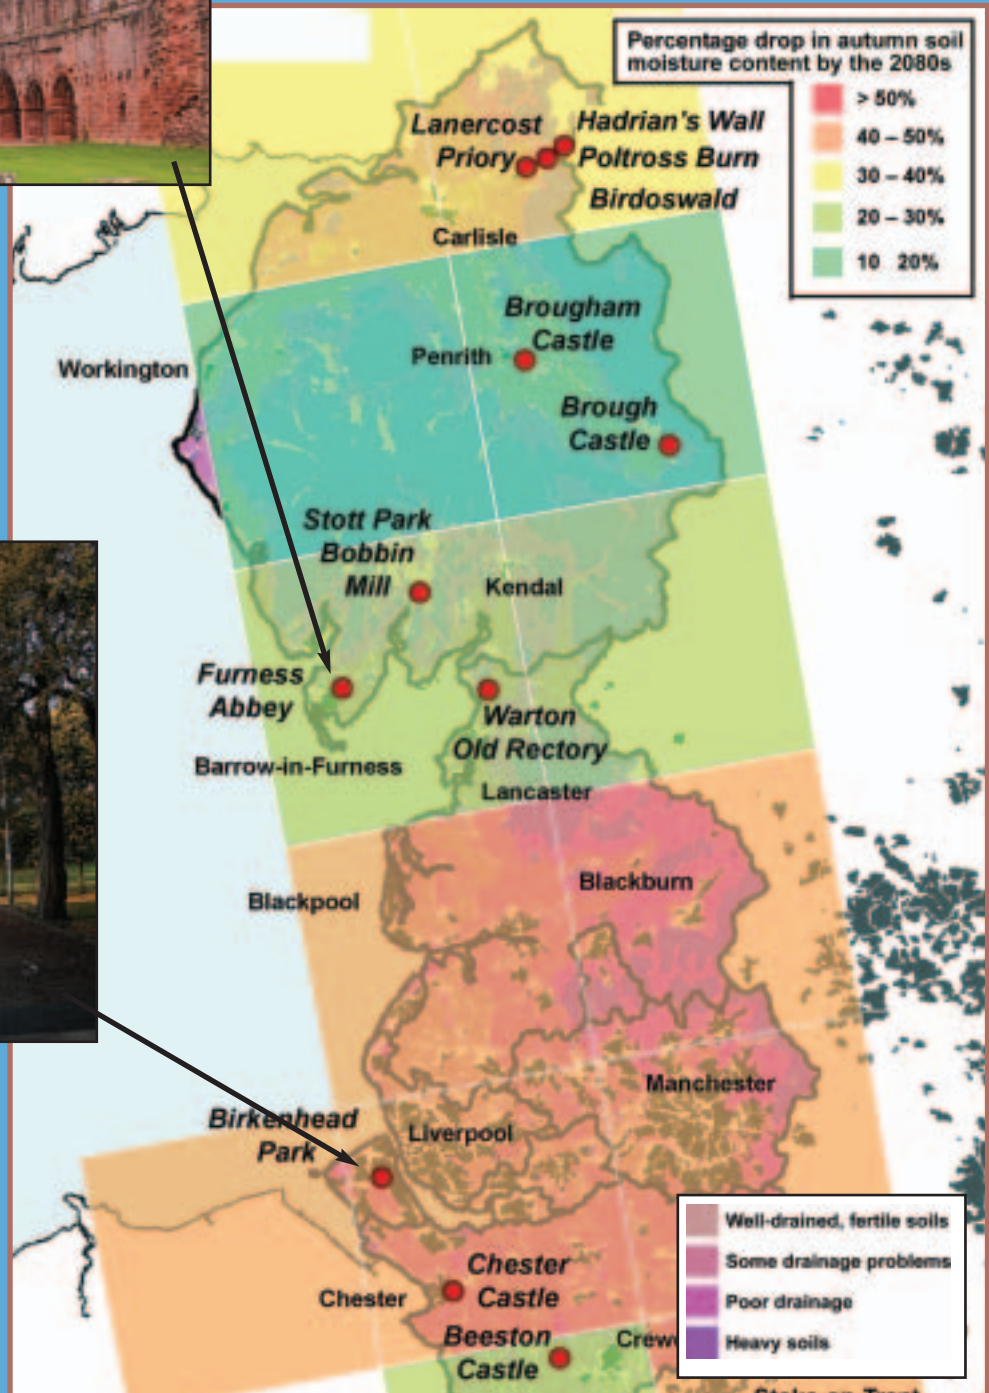 Percentage drop in autumn soil
moisture content by the 2080s
> 50%
40 – 50%
30 – 40%
20 – 30%
10 20%
Lanercost
Priory
Hadrian's Wall
Poltross Burn
Birdoswald
Carlisle
Brougham
Castle
Penrith
Workington
Brough
Castle
Stott Park
Bobbin
Mill
Kendal
Furness
Abbey
Warton
Old Rectory
Barrow-in-Furness
Lancaster
Blackburn
Blackpool
Manchester
Birkenhead
Park
Liverpool
Well-drained, fertile soils
Some drainage problems
Poor drainage
Heavy soils
Chester
Castle
Chester
Beeston
Castle
Crewe